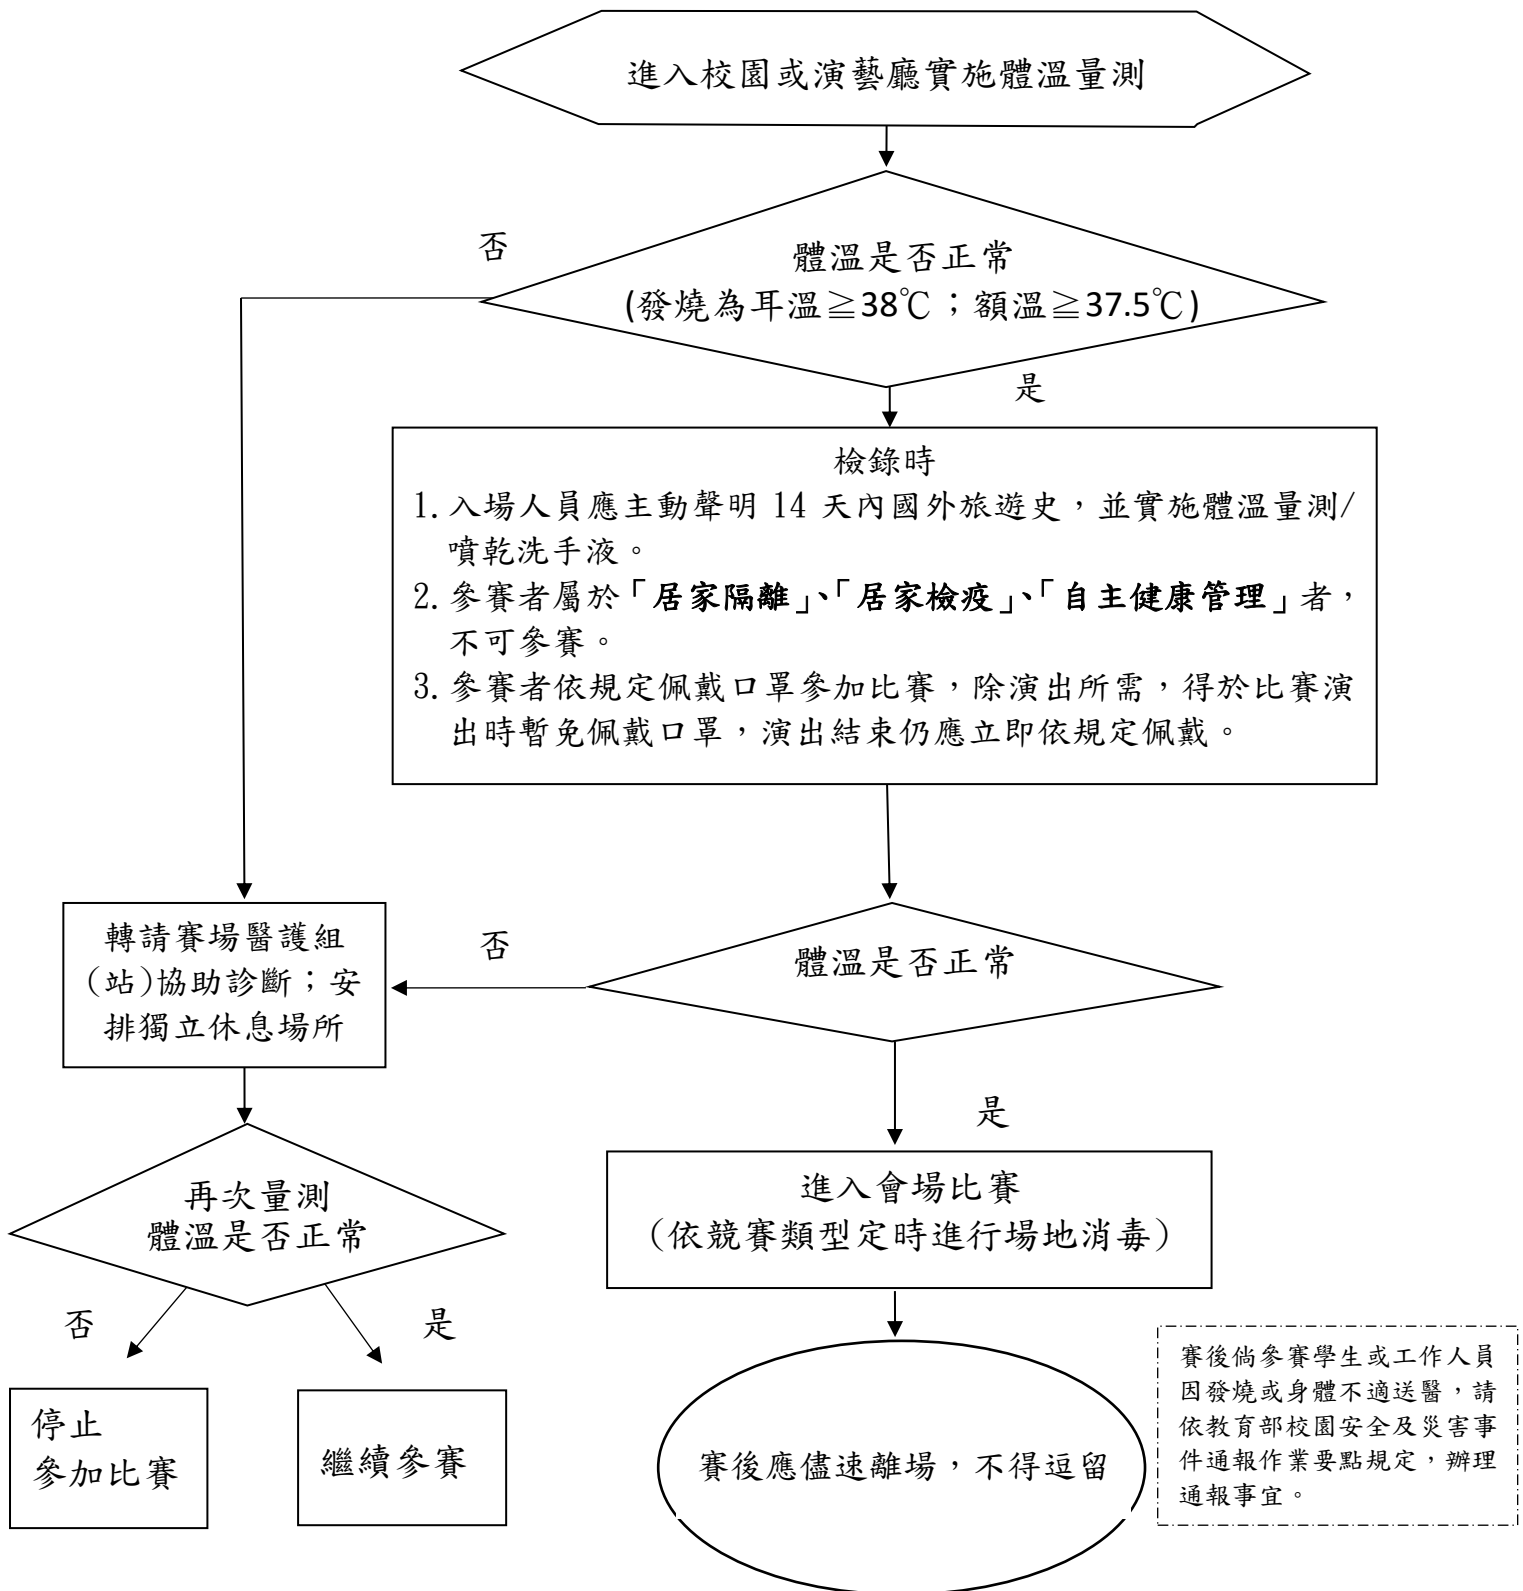 進入校園或演藝廳實施體溫量測
否
體溫是否正常
(發燒為耳溫≧38℃；額溫≧37.5℃)
是
檢錄時
1. 入場人員應主動聲明 14 天內國外旅遊史，並實施體溫量測/
噴乾洗手液。
2. 參賽者屬於「居家隔離」、「居家檢疫」、「自主健康管理」者，
不可參賽。
3. 參賽者依規定佩戴口罩參加比賽，除演出所需，得於比賽演
出時暫免佩戴口罩，演出結束仍應立即依規定佩戴。
轉請賽場醫護組
(站)協助診斷；安
排獨立休息場所
否
體溫是否正常
是
再次量測
體溫是否正常
進入會場比賽
（依競賽類型定時進行場地消毒）
否
是
停止
參加比賽
繼續參賽
賽後應儘速離場，不得逗留
賽後倘參賽學生或工作人員
因發燒或身體不適送醫，請
依教育部校園安全及災害事
件通報作業要點規定，辦理
通報事宜。